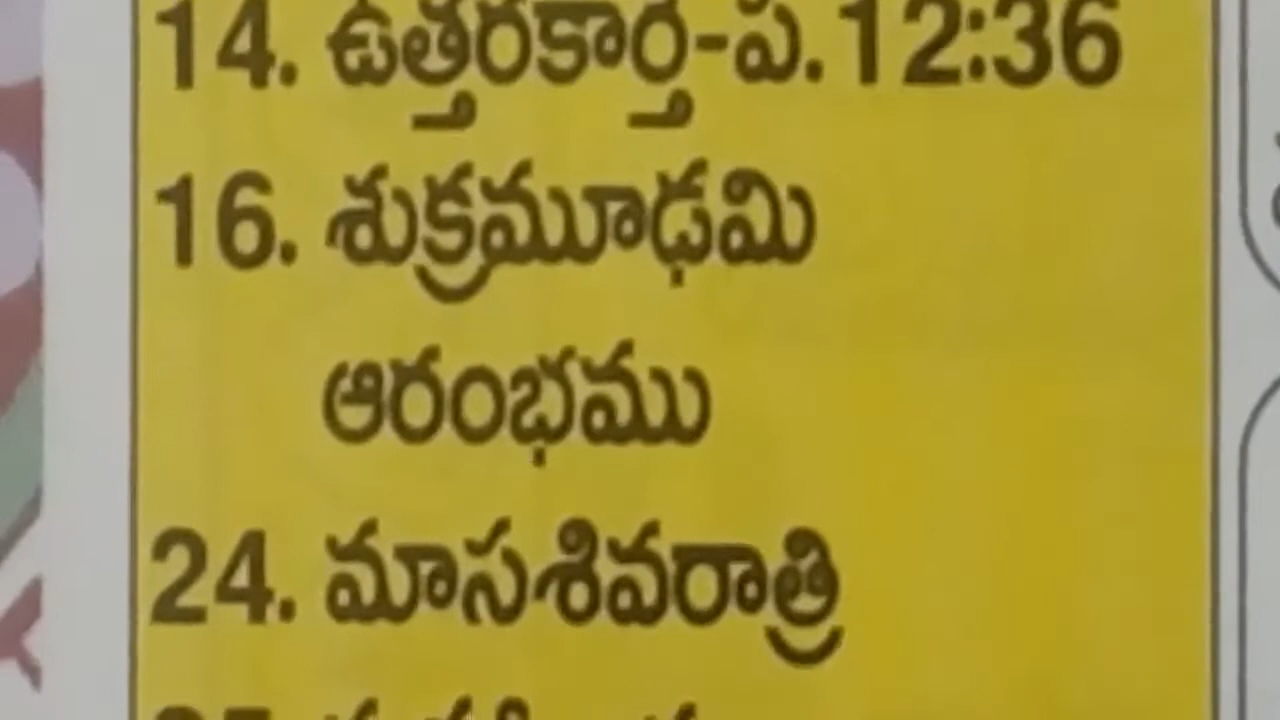 14. ఉత్తరకార్తె-ప.12:36
16. శుక్రమూఢమి
ఆరంభము
24. మాసశివరాత్రి